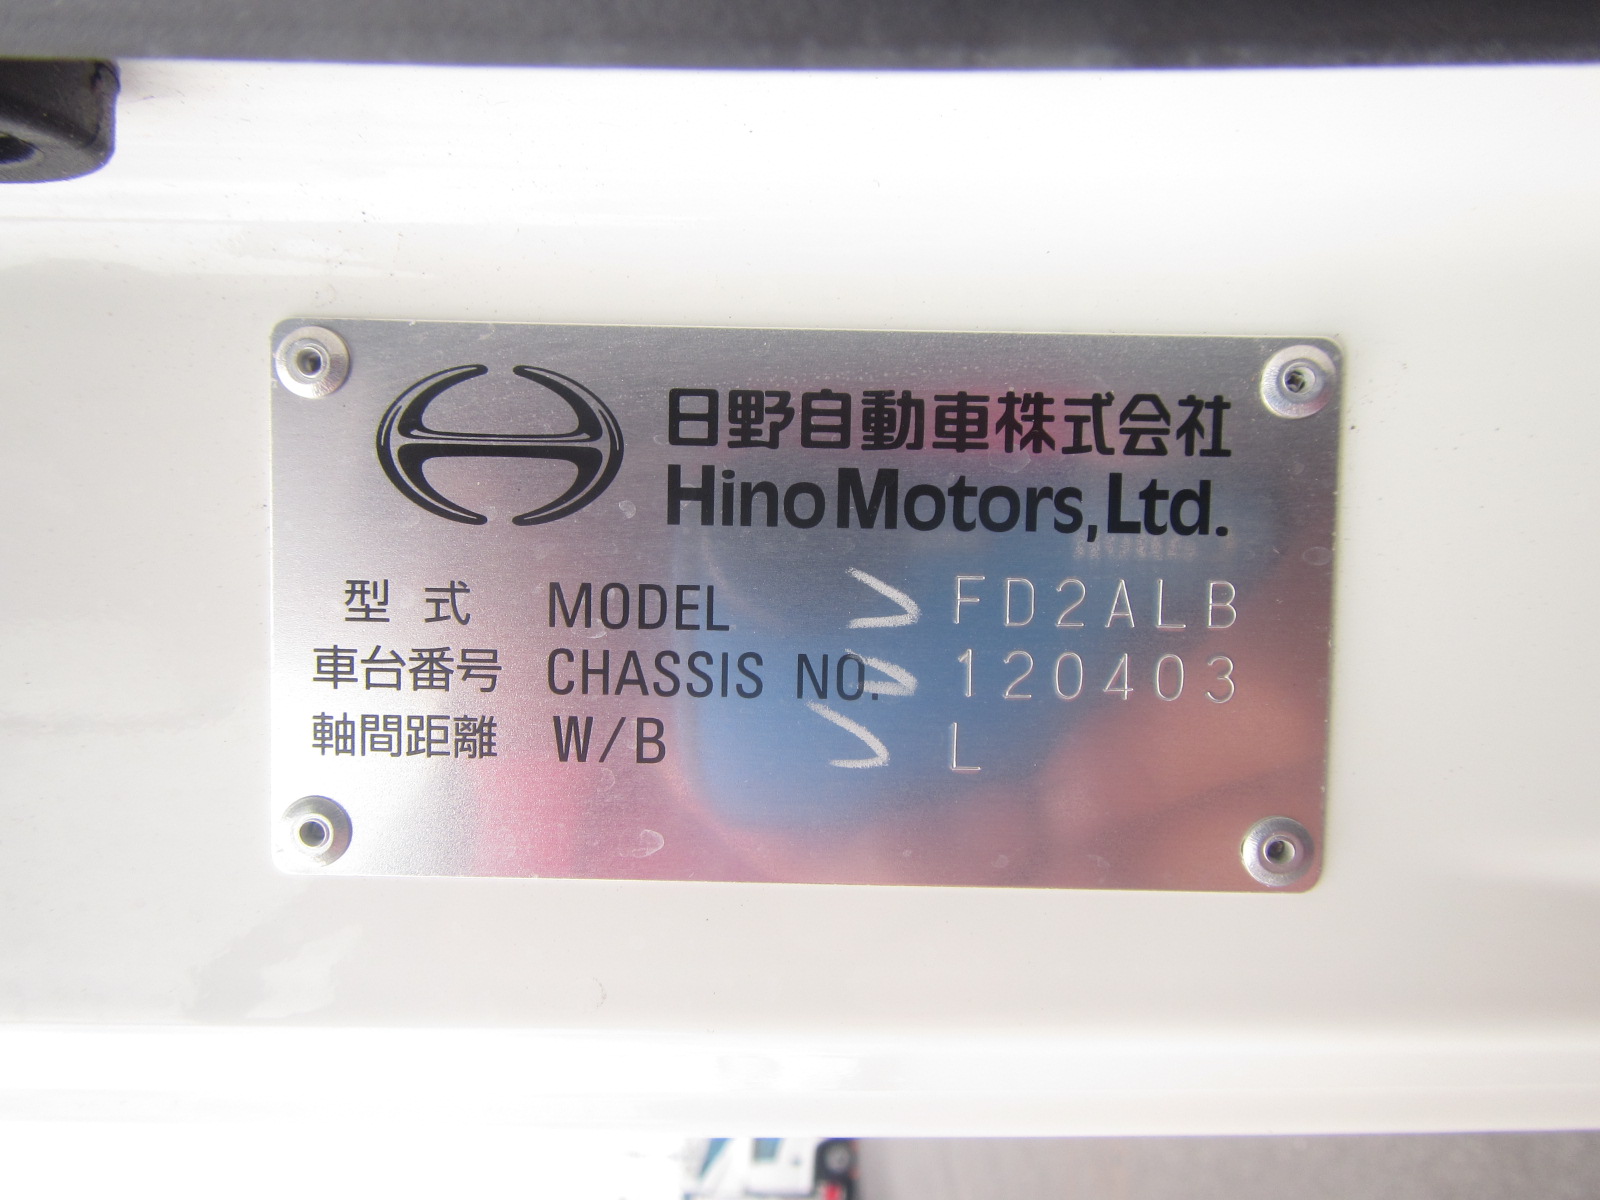 日野自動車株式会社
Hino Motors, Ltd.
型式 MODEL FD2ALB
車台番号 CHASSIS NO. 120403
軸間距離 W/B L